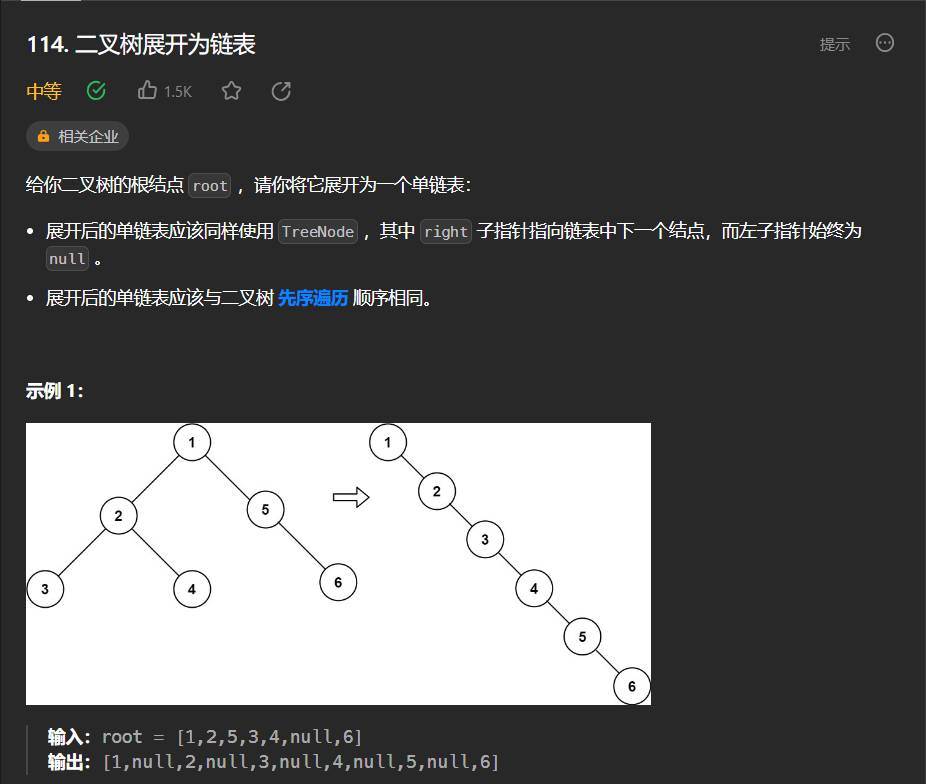 114. 二叉树展开为链表
提示
中等
1.5K
相关企业
给你二叉树的根结点 root ，请你将它展开为一个单链表：
展开后的单链表应该同样使用 TreeNode ，其中 right 子指针指向链表中下一个结点，而左子指针始终为
null 。
展开后的单链表应该与二叉树 先序遍历 顺序相同。
示例 1：
1
1
2
2
5
3
3
4
6
4
5
6
输入：root = [1,2,5,3,4,null,6]
输出：[1,null,2,null,3,null,4,null,5,null,6]